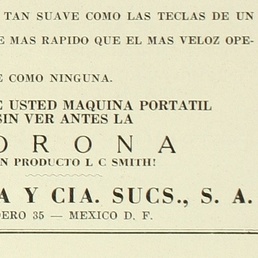 TAN SUAVE COMO LAS TECLAS DE UN
E MAS RAPIDO QUE EL MAS VELOZ OPE-
E COMO NINGUNA.
E USTED MAQUINA PORTATIL
SIN VER ANTES LA
ORONA
N PRODUCTO L C SMITH!
A Y CIA. SUCS., S. A.
DERO 35 — MEXICO D. F.